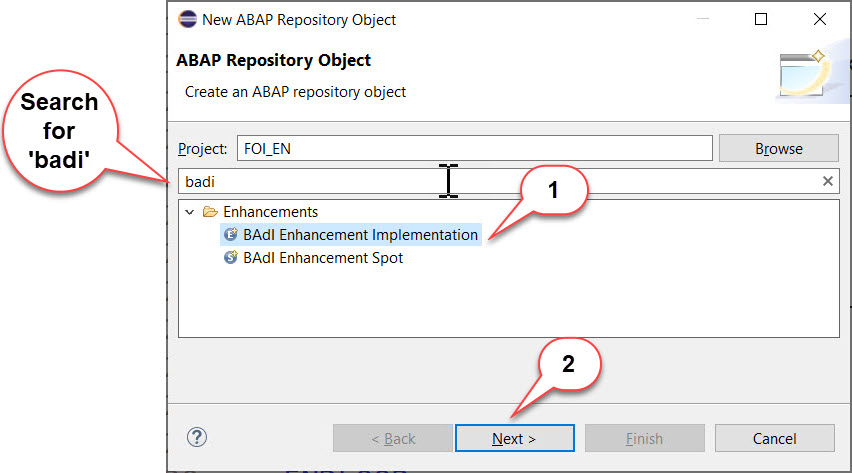 New ABAP Repository Object
ABAP Repository Object
Create an ABAP repository object
Search
for
'badi'
Project: FOI_EN Browse
badi
1
Enhancements
BAdI Enhancement Implementation
BAdI Enhancement Spot
2
< Back Next > Finish Cancel